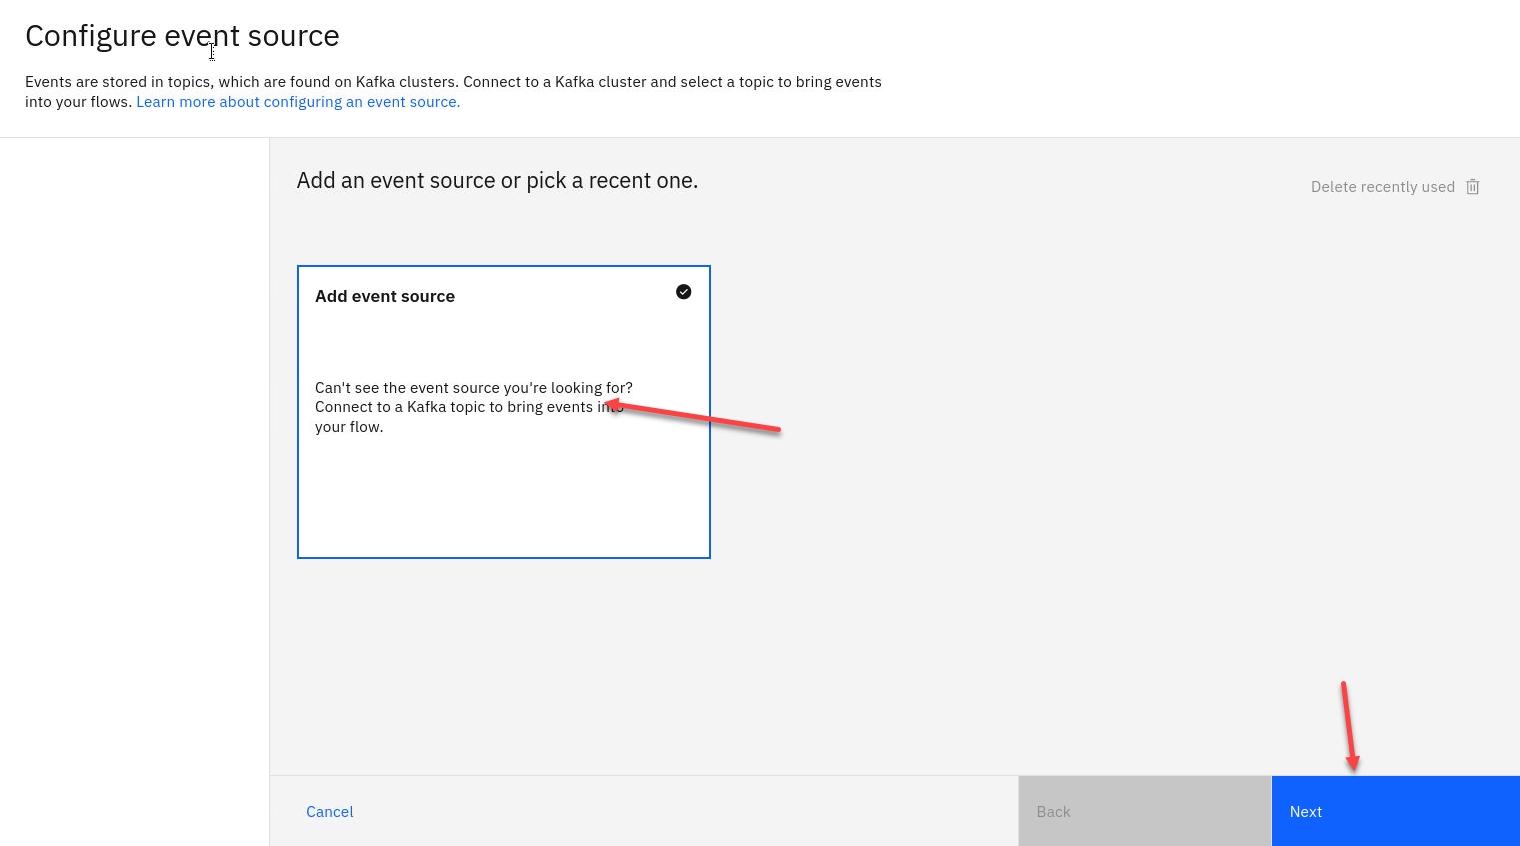 Configure event source
Events are stored in topics, which are found on Kafka clusters. Connect to a Kafka cluster and select a topic to bring events
into your flows. Learn more about configuring an event source.
Add an event source or pick a recent one.
Delete recently used
Add event source
Can't see the event source you're looking for?
Connect to a Kafka topic to bring events into
your flow.
Cancel
Back
Next